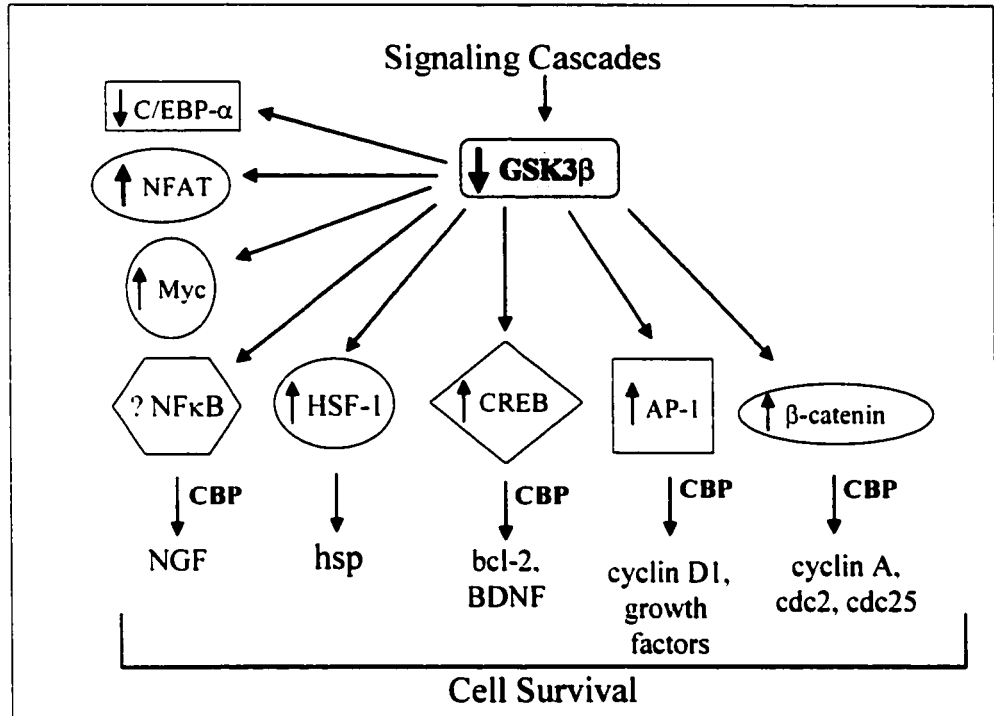 Signaling Cascades
↓ C/EBP-α
↓ GSK3β
↑ NFAT
↑ Myc
? NFκB
↑ HSF-1
↑ CREB
↑ AP-1
↑ β-catenin
CBP
CBP
CBP
CBP
NGF
hsp
bcl-2,
BDNF
cyclin D1,
growth
factors
cyclin A,
cdc2, cdc25
Cell Survival